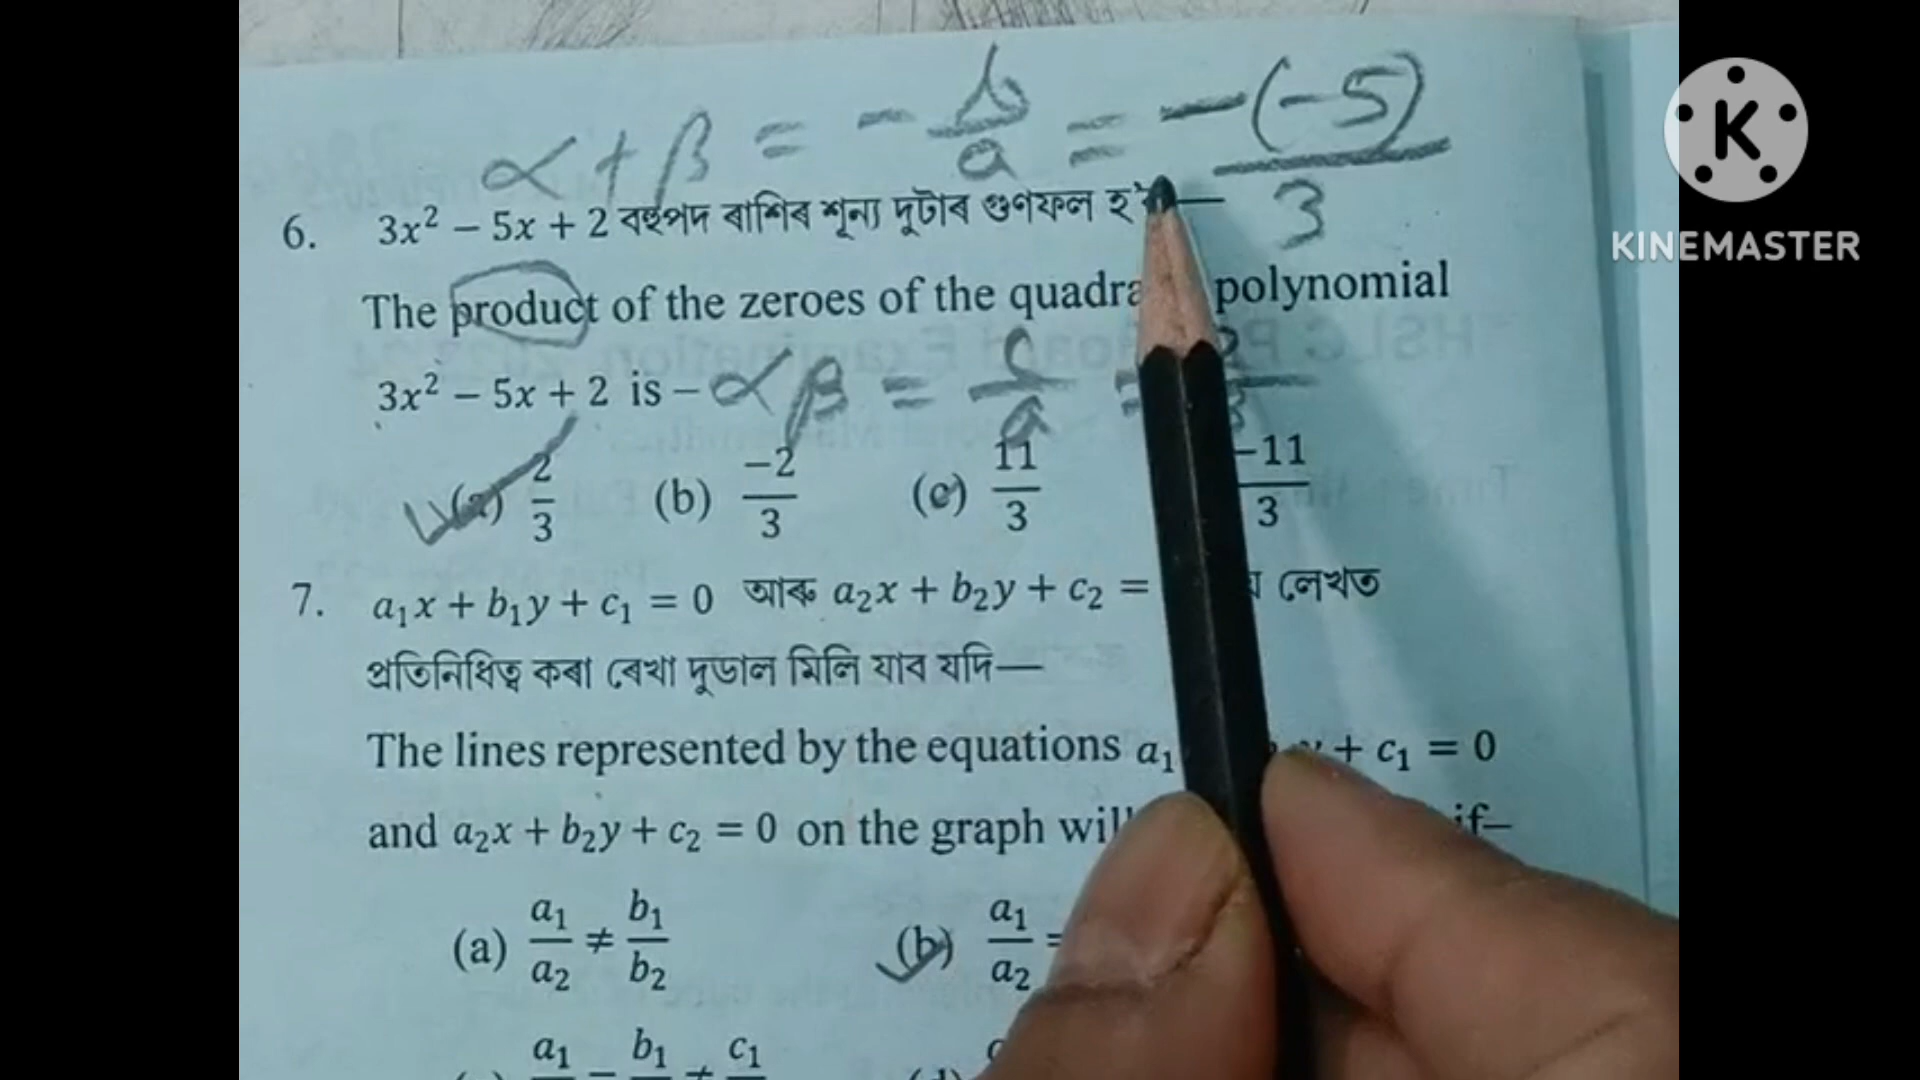 α + β = - b/a = -(-5)/3
6. 3x² – 5x + 2 বহুপদ ৰাশিৰ শূন্য দুটাৰ গুণফল —
The product of the zeroes of the polynomial
3x² – 5x + 2 is – αβ = c/a =
(a) 2/3 (b) -2/3 (c) 11/3 -11/3
7. a₁x + b₁y + c₁ = 0 আৰু a₂x + b₂y + c₂ = লেখত
প্ৰতিনিধিত্ব কৰা ৰেখা দুডাল মিলি যাব যদি—
The lines represented by the equations a₁ + c₁ = 0
and a₂x + b₂y + c₂ = 0 on the graph if–
(a) a₁/a₂ ≠ b₁/b₂ (b) a₁/a₂ =
a₁ b₁ ≠ c₁
K
KINEMASTER